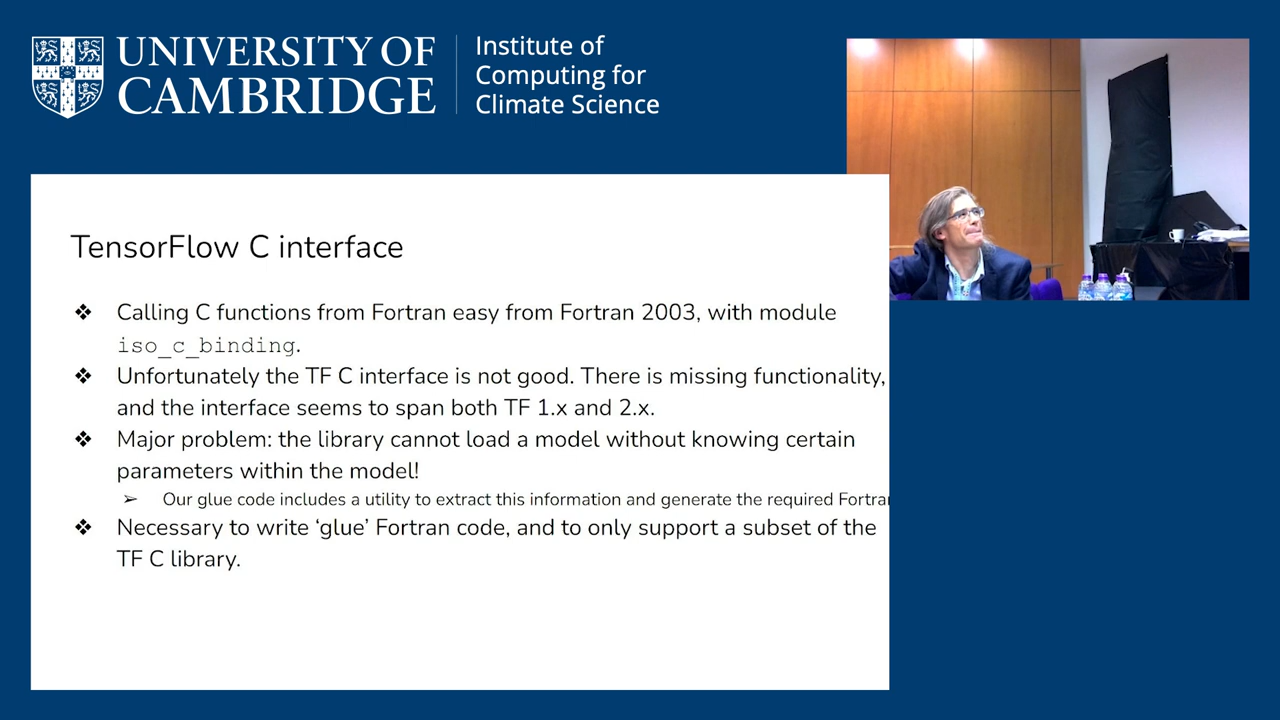 UNIVERSITY OF
CAMBRIDGE
Institute of
Computing for
Climate Science
TensorFlow C interface
❖ Calling C functions from Fortran easy from Fortran 2003, with module
iso_c_binding.
❖ Unfortunately the TF C interface is not good. There is missing functionality,
and the interface seems to span both TF 1.x and 2.x.
❖ Major problem: the library cannot load a model without knowing certain
parameters within the model!
➢ Our glue code includes a utility to extract this information and generate the required Fortran
❖ Necessary to write ‘glue’ Fortran code, and to only support a subset of the
TF C library.